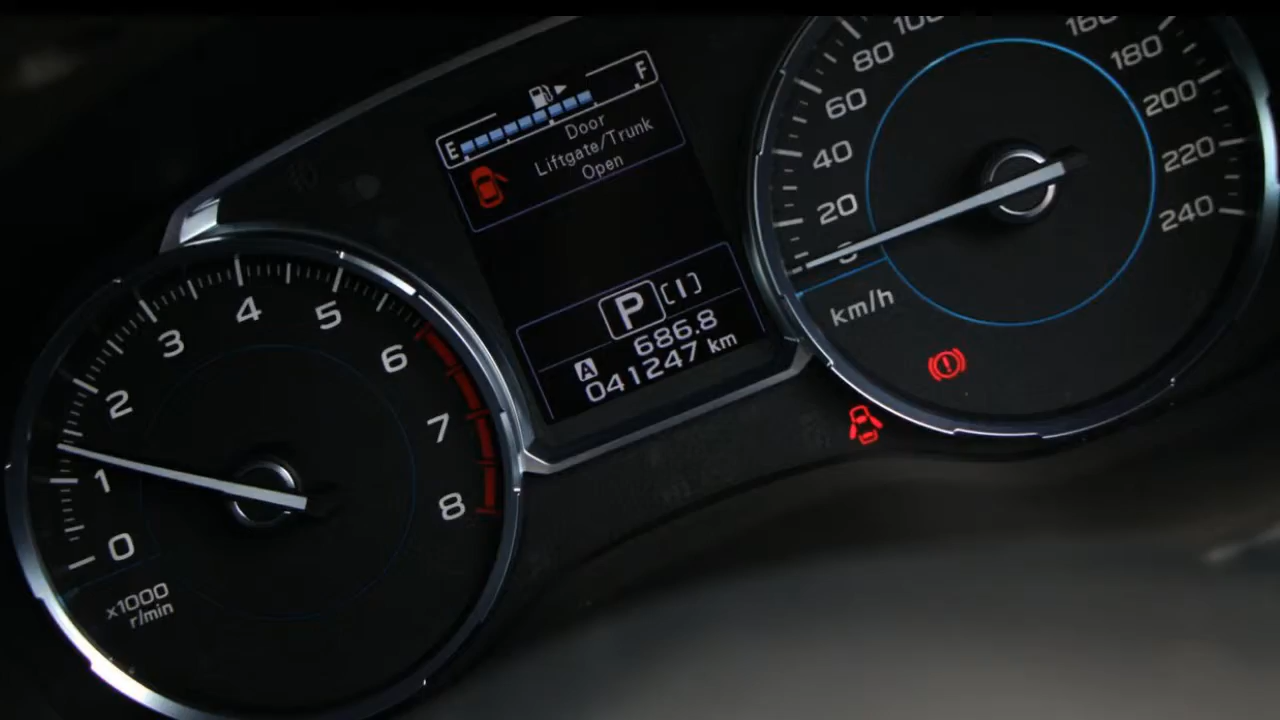 E F
Door
Liftgate/Trunk
Open
P [1]
A 686.8
041247 km
0
1
2
3
4
5
6
7
8
x1000
r/min
20
40
60
80
100
160
180
200
220
240
km/h